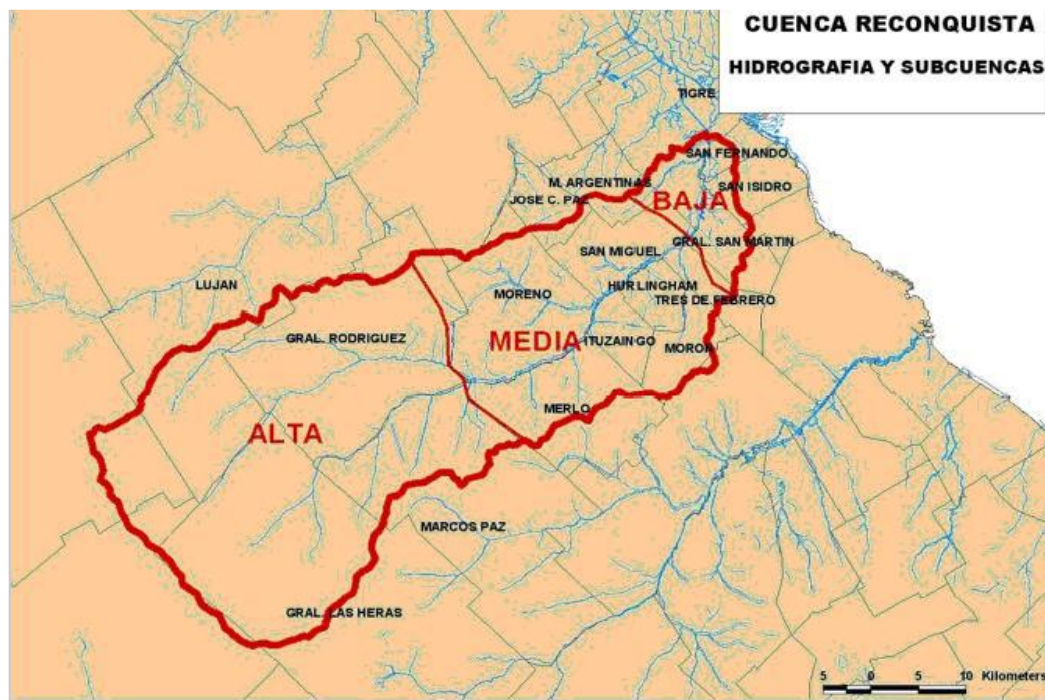 CUENCA RECONQUISTA
HIDROGRAFIA Y SUBCUENCAS
TIGRE
SAN FERNANDO
M. ARGENTINAS
SAN ISIDRO
JOSE C. PAZ
BAJA
GRAL. SAN MARTIN
SAN MIGUEL
LUJAN
HURLINGHAM
MORENO
TRES DE FEBRERO
GRAL. RODRIGUEZ
MEDIA
ITUZAINGO
MORON
MERLO
ALTA
MARCOS PAZ
GRAL. LAS HERAS
5 0 5 10 Kilometers